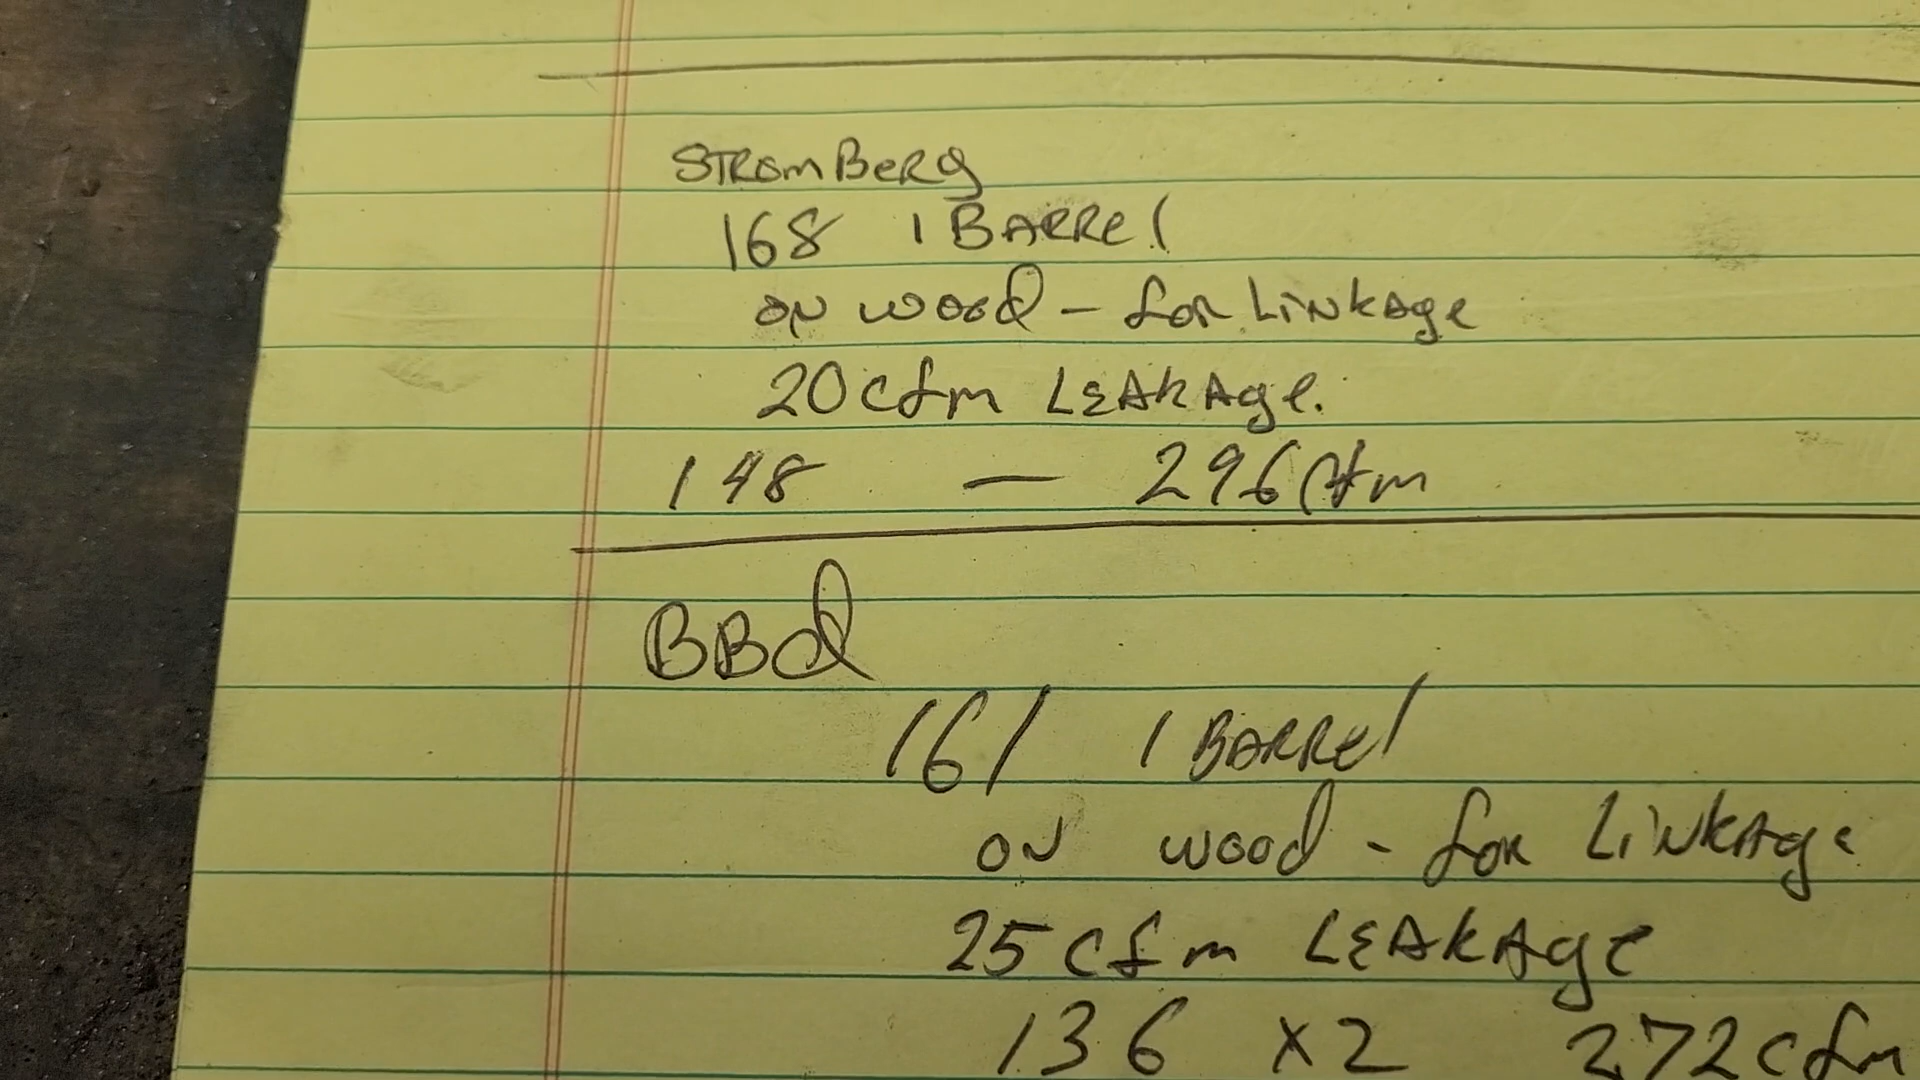 STROMBERG
168 1 BARREL
ON WOOD - for LiNKAge
20 cfm LEAKAge.
148 — 296 Cfm
BBd
161 1 BARREl
ON WOOD - for LiNKAge
25 cfm LEAKAge
136 x2 272 cfm